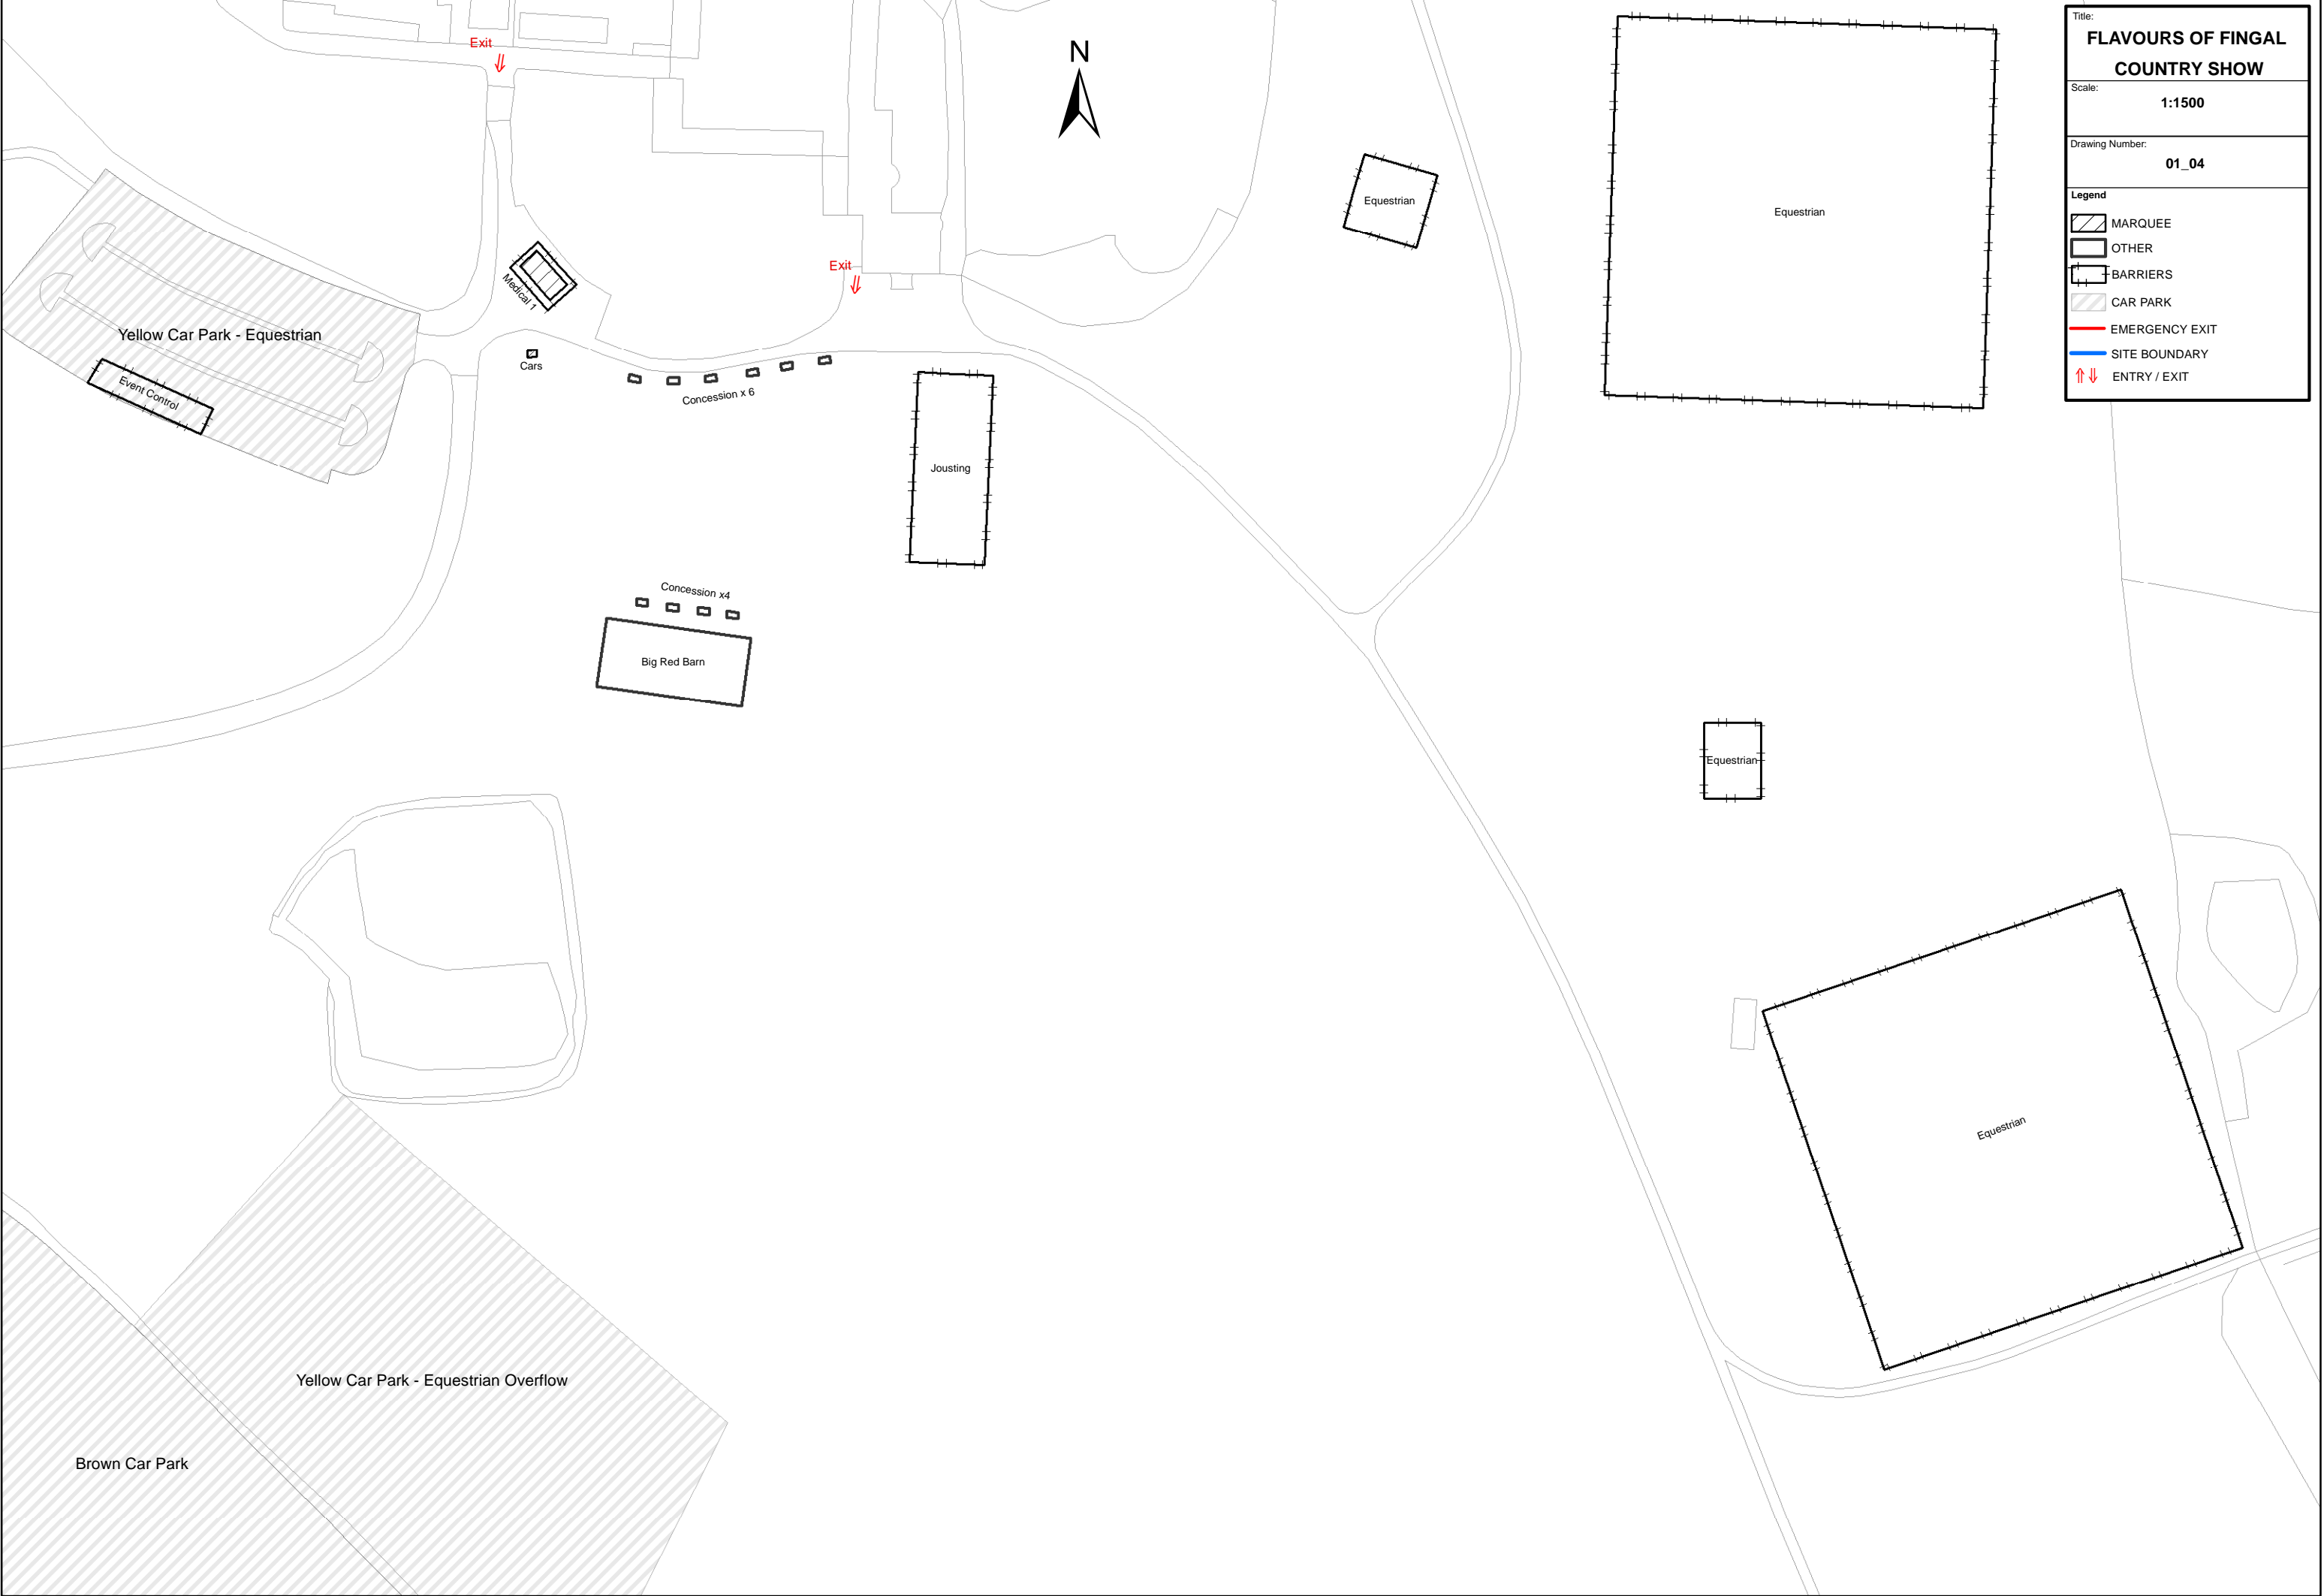 Title:
FLAVOURS OF FINGAL
COUNTRY SHOW
Scale:
1:1500
Drawing Number:
01_04
Legend
MARQUEE
OTHER
BARRIERS
CAR PARK
EMERGENCY EXIT
SITE BOUNDARY
ENTRY / EXIT
Exit
N
Equestrian
Equestrian
Exit
Medical 1
Yellow Car Park - Equestrian
Cars
Event Control
Concession x 6
Jousting
Concession x4
Big Red Barn
Equestrian
Equestrian
Yellow Car Park - Equestrian Overflow
Brown Car Park